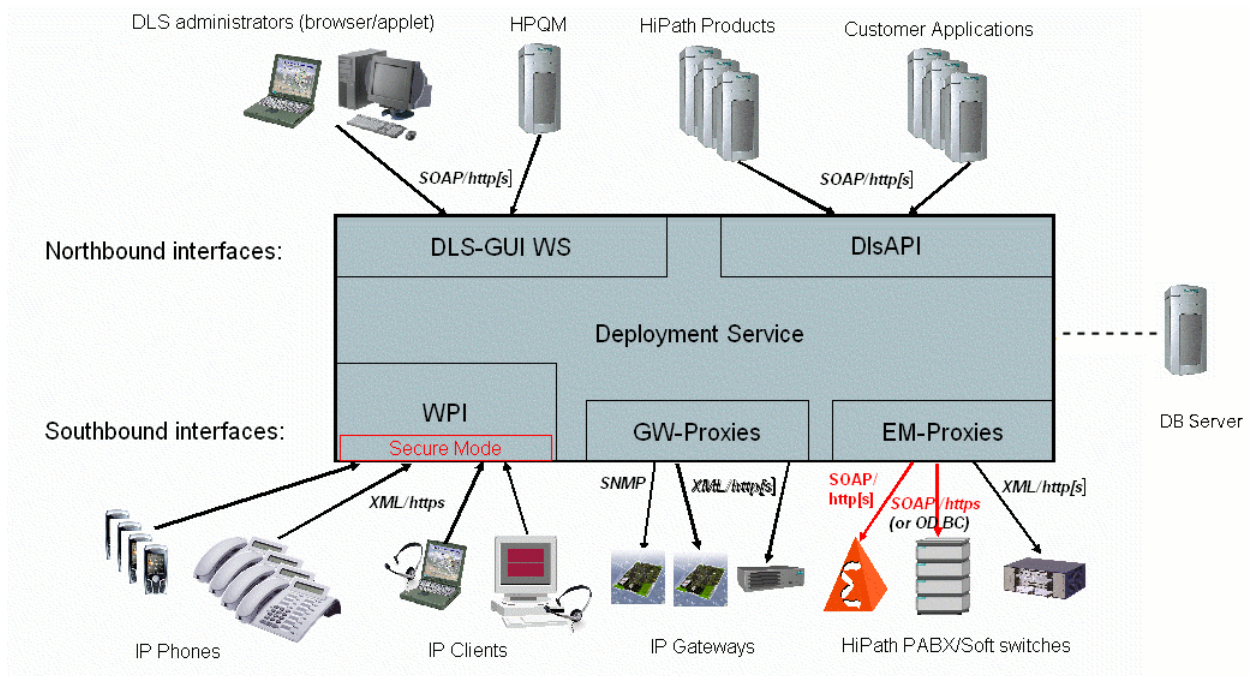 DLS administrators (browser/applet)
HPQM
HiPath Products
Customer Applications
SOAP/http[s]
SOAP/http[s]
Northbound interfaces:
DLS-GUI WS
DlsAPI
Deployment Service
DB Server
Southbound interfaces:
WPI
Secure Mode
GW-Proxies
EM-Proxies
XML/https
SNMP
XML/http[s]
SOAP/
http[s]
SOAP/https
(or ODBC)
XML/http[s]
IP Phones
IP Clients
IP Gateways
HiPath PABX/Soft switches